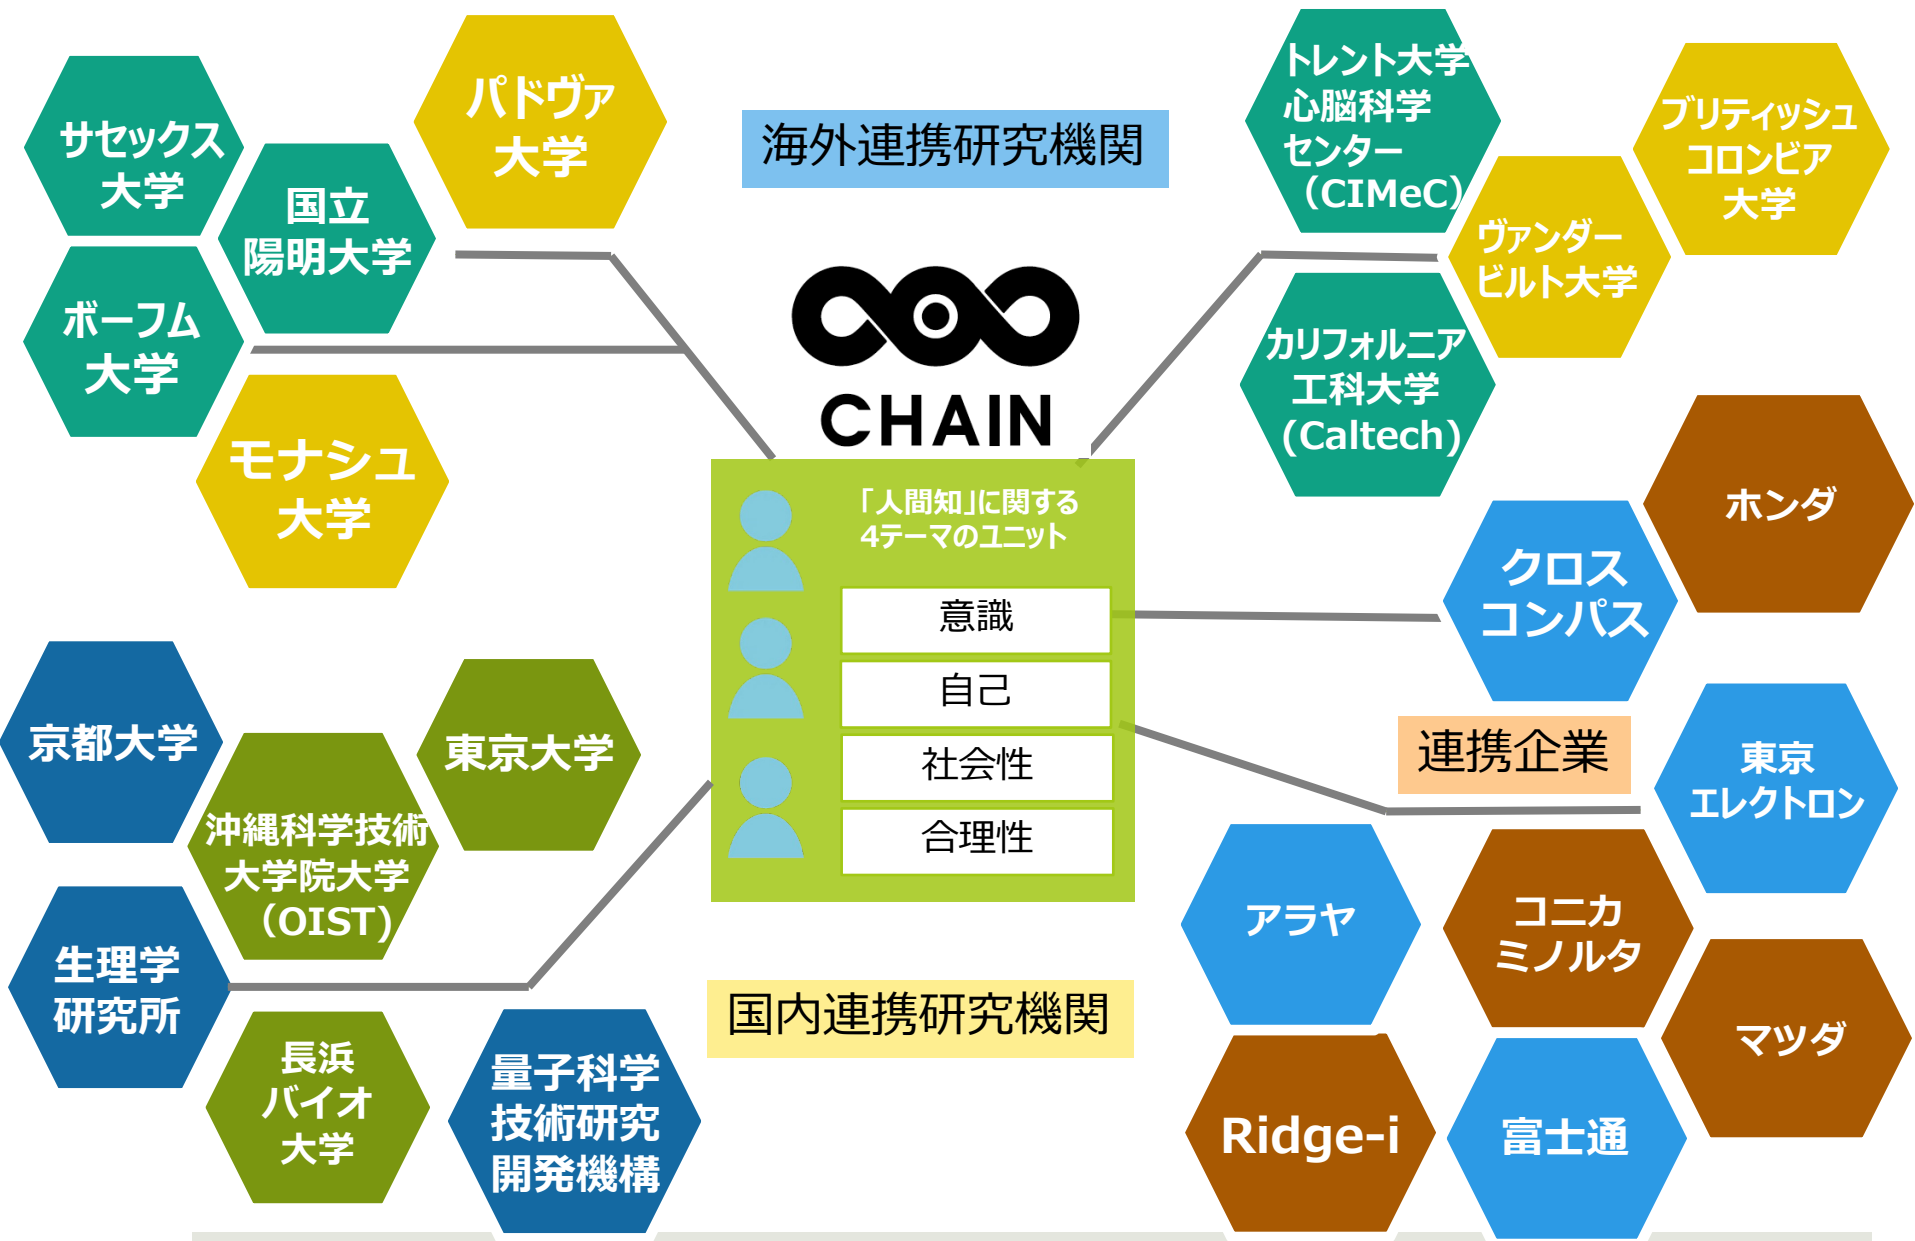 サセックス
大学
国立
陽明大学
パドヴァ
大学
ボーフム
大学
モナシュ
大学
海外連携研究機関
トレント大学
心脳科学
センター
（CIMeC）
ブリティッシュ
コロンビア
大学
ヴァンダー
ビルト大学
カリフォルニア
工科大学
(Caltech)
CHAIN
「人間知」に関する
4テーマのユニット
意識
自己
社会性
合理性
ホンダ
クロス
コンパス
連携企業
東京
エレクトロン
アラヤ
コニカ
ミノルタ
マツダ
Ridge-i
富士通
京都大学
東京大学
沖縄科学技術
大学院大学
（OIST）
生理学
研究所
長浜
バイオ
大学
量子科学
技術研究
開発機構
国内連携研究機関